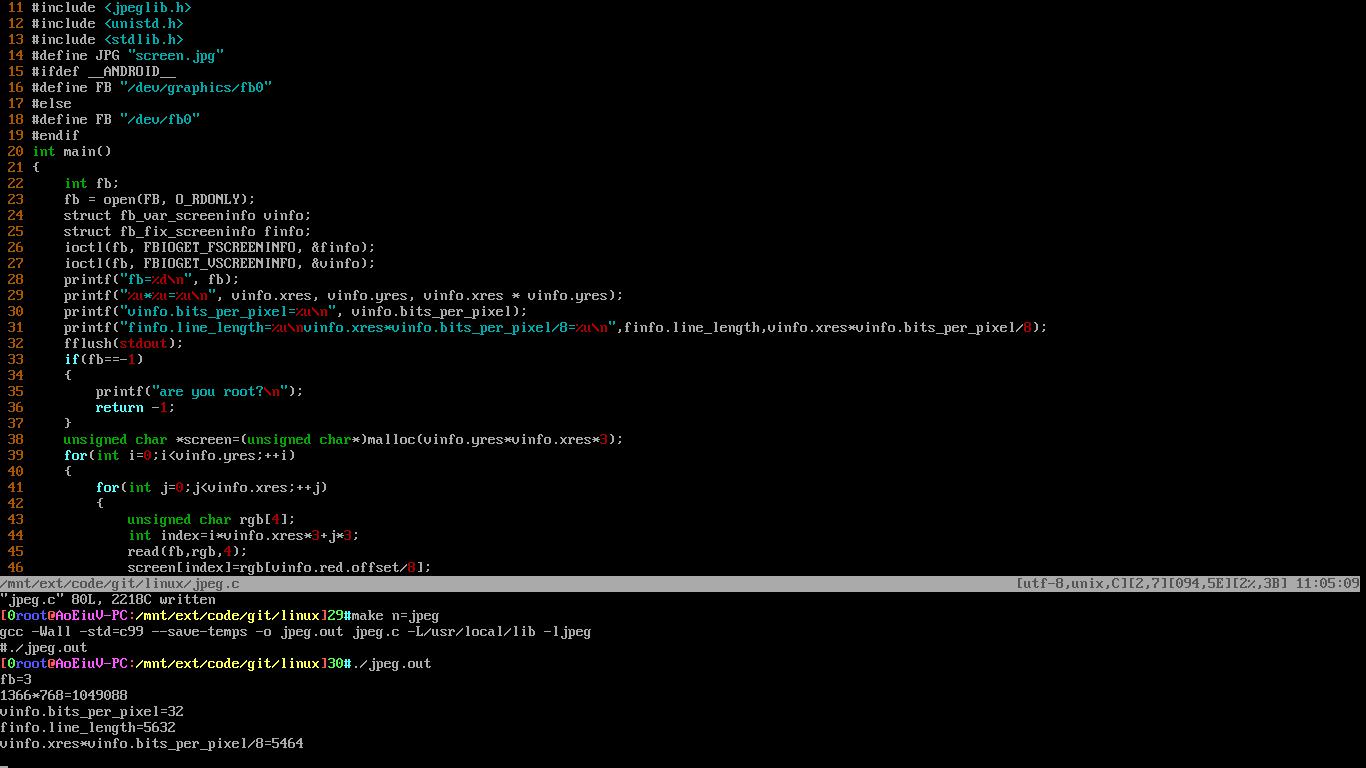 11 #include <jpeglib.h>
12 #include <unistd.h>
13 #include <stdlib.h>
14 #define JPG "screen.jpg"
15 #ifdef __ANDROID__
16 #define FB "/dev/graphics/fb0"
17 #else
18 #define FB "/dev/fb0"
19 #endif
20 int main()
21 {
22     int fb;
23     fb = open(FB, O_RDONLY);
24     struct fb_var_screeninfo vinfo;
25     struct fb_fix_screeninfo finfo;
26     ioctl(fb, FBIOGET_FSCREENINFO, &finfo);
27     ioctl(fb, FBIOGET_VSCREENINFO, &vinfo);
28     printf("fb=%d\n", fb);
29     printf("%u*%u=%u\n", vinfo.xres, vinfo.yres, vinfo.xres * vinfo.yres);
30     printf("vinfo.bits_per_pixel=%u\n", vinfo.bits_per_pixel);
31     printf("finfo.line_length=%u\nvinfo.xres*vinfo.bits_per_pixel/8=%u\n",finfo.line_length,vinfo.xres*vinfo.bits_per_pixel/8);
32     fflush(stdout);
33     if(fb==-1)
34     {
35         printf("are you root?\n");
36         return -1;
37     }
38     unsigned char *screen=(unsigned char*)malloc(vinfo.yres*vinfo.xres*3);
39     for(int i=0;i<vinfo.yres;++i)
40     {
41         for(int j=0;j<vinfo.xres;++j)
42         {
43             unsigned char rgb[4];
44             int index=i*vinfo.xres*3+j*3;
45             read(fb,rgb,4);
46             screen[index]=rgb[vinfo.red.offset/8];
/mnt/ext/code/git/linux/jpeg.c [utf-8,unix,C][2,7][094,5E][2%,3B] 11:05:09
"jpeg.c" 80L, 2218C written
[0root@AoEiuV-PC:/mnt/ext/code/git/linux]29#make n=jpeg
gcc -Wall -std=c99 --save-temps -o jpeg.out jpeg.c -L/usr/local/lib -ljpeg
#./jpeg.out
[0root@AoEiuV-PC:/mnt/ext/code/git/linux]30#./jpeg.out
fb=3
1366*768=1049088
vinfo.bits_per_pixel=32
finfo.line_length=5632
vinfo.xres*vinfo.bits_per_pixel/8=5464